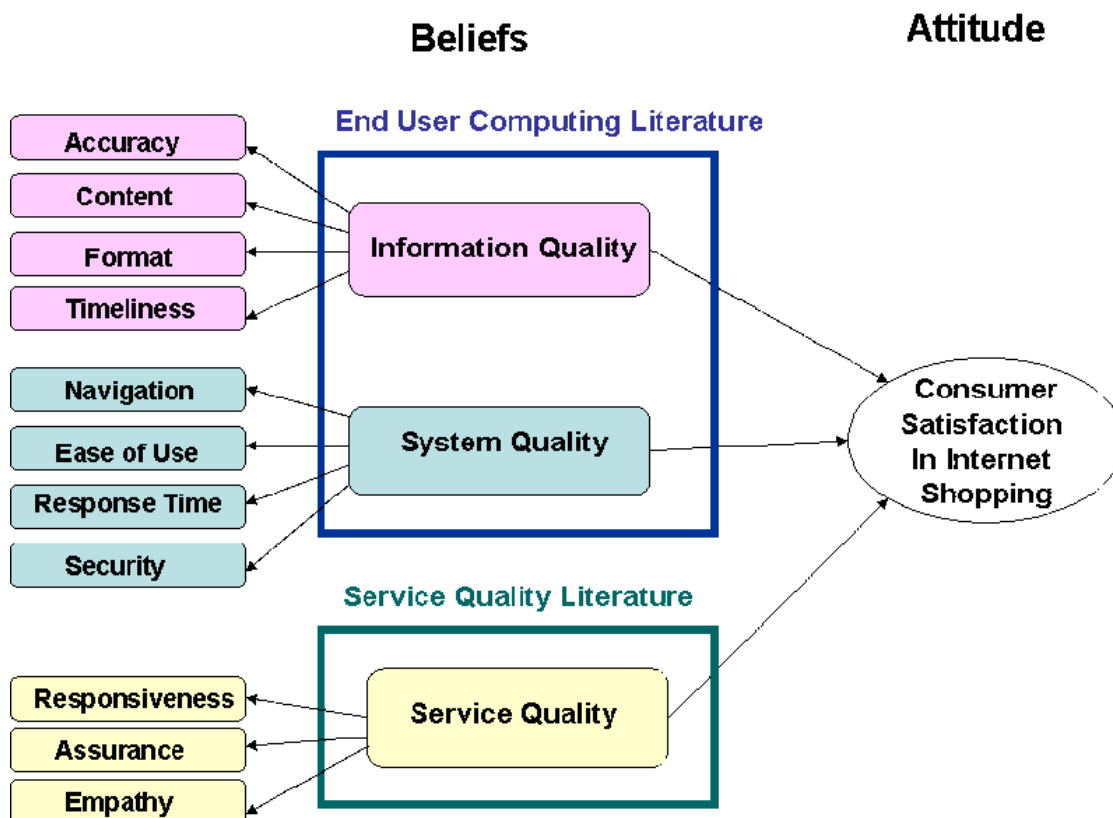 Beliefs
Attitude
End User Computing Literature
Accuracy
Content
Format
Timeliness
Information Quality
Navigation
Ease of Use
Response Time
Security
System Quality
Consumer
Satisfaction
In Internet
Shopping
Service Quality Literature
Responsiveness
Assurance
Empathy
Service Quality